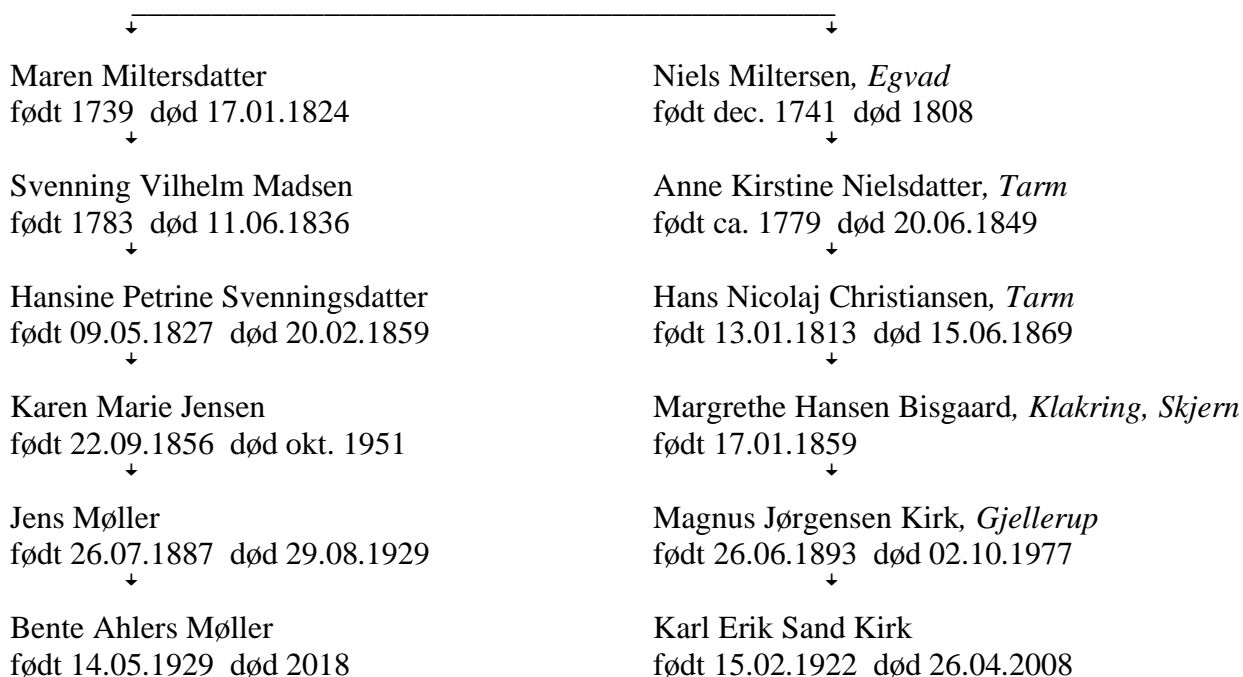 Maren Miltersdatter
født 1739 død 17.01.1824
Svenning Vilhelm Madsen
født 1783 død 11.06.1836
Hansine Petrine Svenningsdatter
født 09.05.1827 død 20.02.1859
Karen Marie Jensen
født 22.09.1856 død okt. 1951
Jens Møller
født 26.07.1887 død 29.08.1929
Bente Ahlers Møller
født 14.05.1929 død 2018
Niels Miltersen, Egvad
født dec. 1741 død 1808
Anne Kirstine Nielsdatter, Tarm
født ca. 1779 død 20.06.1849
Hans Nicolaj Christiansen, Tarm
født 13.01.1813 død 15.06.1869
Margrethe Hansen Bisgaard, Klakring, Skjern
født 17.01.1859
Magnus Jørgensen Kirk, Gjellerup
født 26.06.1893 død 02.10.1977
Karl Erik Sand Kirk
født 15.02.1922 død 26.04.2008